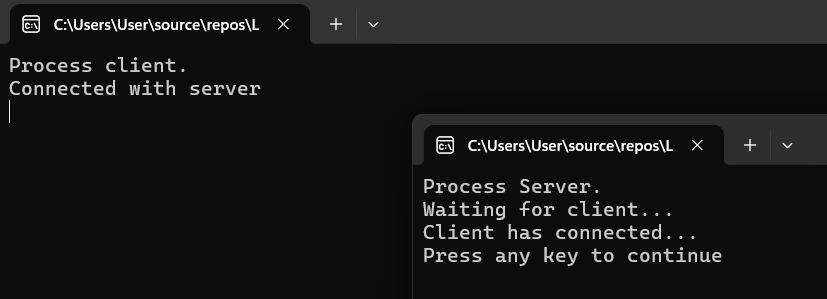 C:\Users\User\source\repos\L
Process client.
Connected with server
C:\Users\User\source\repos\L
Process Server.
Waiting for client...
Client has connected...
Press any key to continue